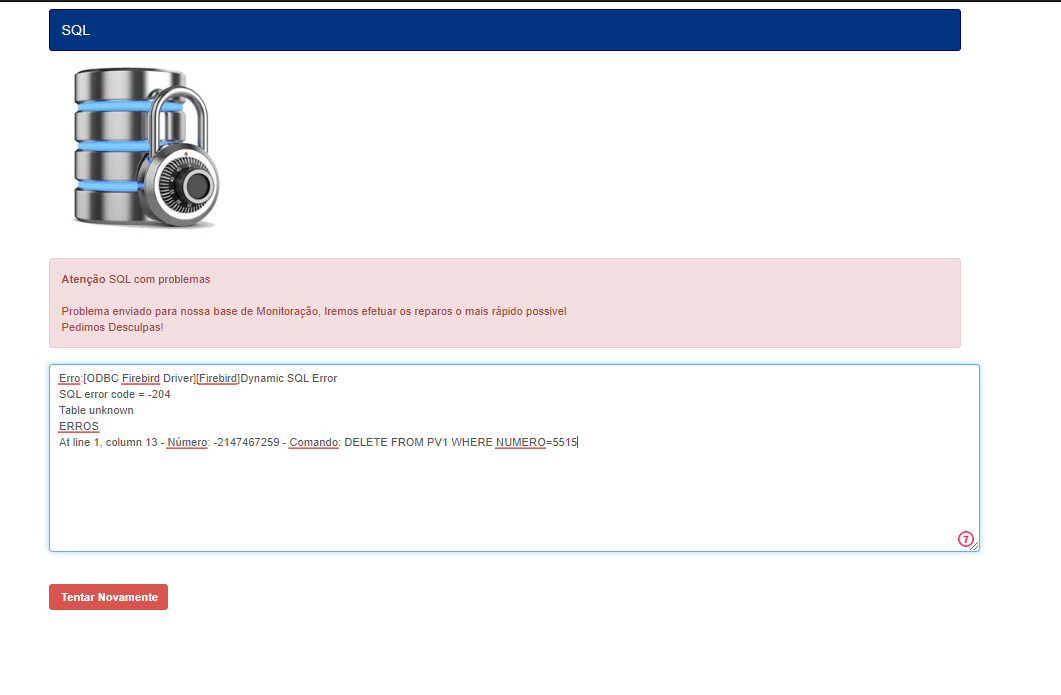 SQL
Atenção SQL com problemas
Problema enviado para nossa base de Monitoração, Iremos efetuar os reparos o mais rápido possivel
Pedimos Desculpas!
Erro:[ODBC Firebird Driver][Firebird]Dynamic SQL Error
SQL error code = -204
Table unknown
ERROS
At line 1, column 13 - Número: -2147467259 - Comando: DELETE FROM PV1 WHERE NUMERO=5515
7
Tentar Novamente